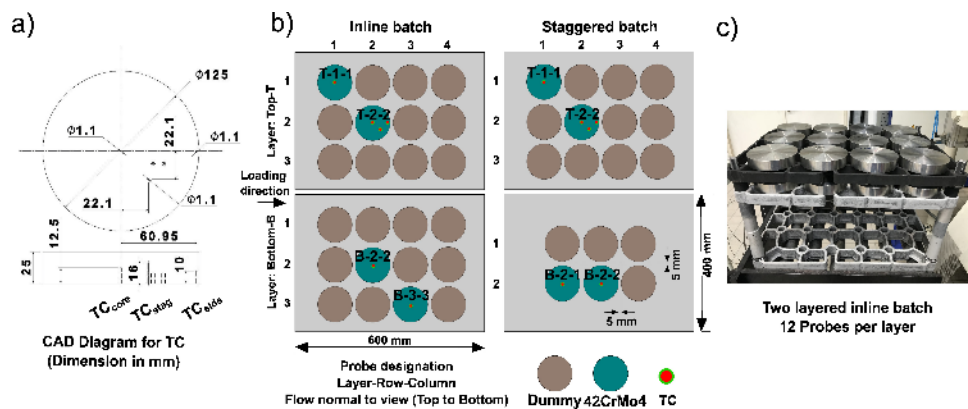 a)
Φ125
Φ1.1
22.1
Φ1.1
22.1
Φ1.1
60.95
12.5
25
16
10
TCcore
TCstag
TCside
CAD Diagram for TC
(Dimension in mm)
b)
Inline batch
1 2 3 4
Layer: Top-T
1
T-1-1
2
T-2-2
3
Loading
direction
Layer: Bottom-B
1
2
B-2-2
3
B-3-3
600 mm
Probe designation
Layer-Row-Column
Flow normal to view (Top to Bottom)
Staggered batch
1 2 3 4
1
T-1-1
2
T-2-2
3
1
2
B-2-1 B-2-2
5 mm
5 mm
400 mm
Dummy 42CrMo4 TC
c)
Two layered inline batch
12 Probes per layer